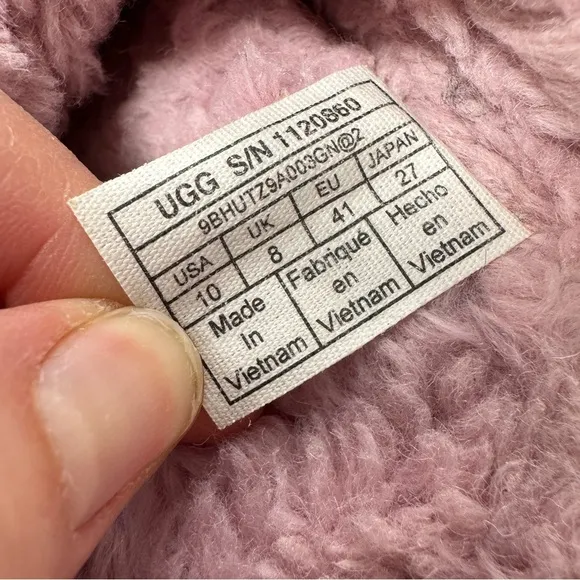 UGG S/N 1120860
9BHUTZ9A003GN@2
USA UK EU JAPAN
10 8 41 27
Made In Vietnam
Fabriqué en Vietnam
Hecho en Vietnam